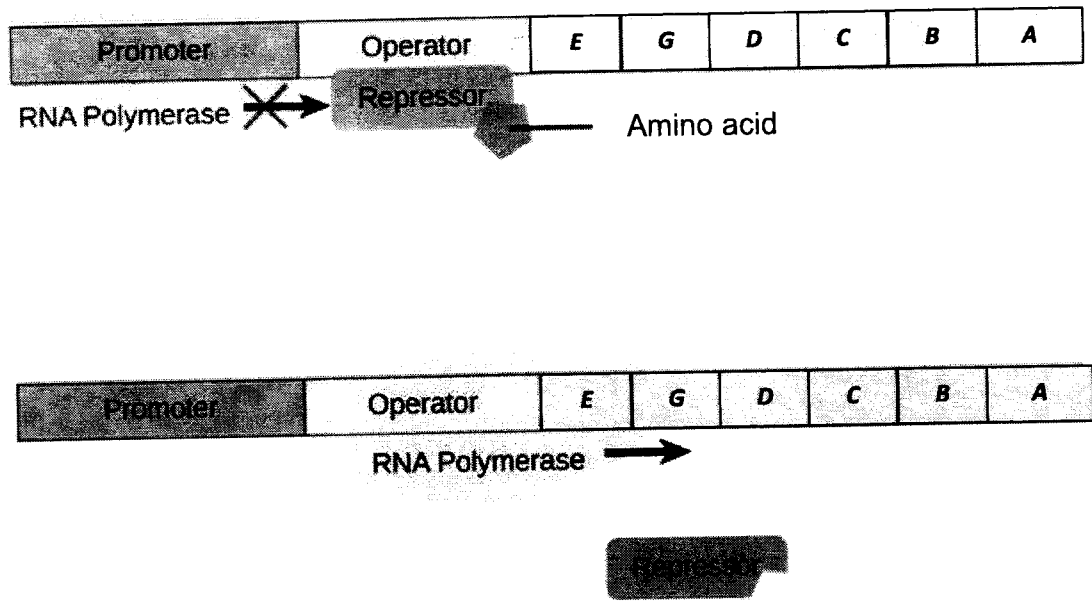 Promoter Operator E G D C B A
RNA Polymerase Repressor
Amino acid
Promoter Operator E G D C B A
RNA Polymerase
Repressor